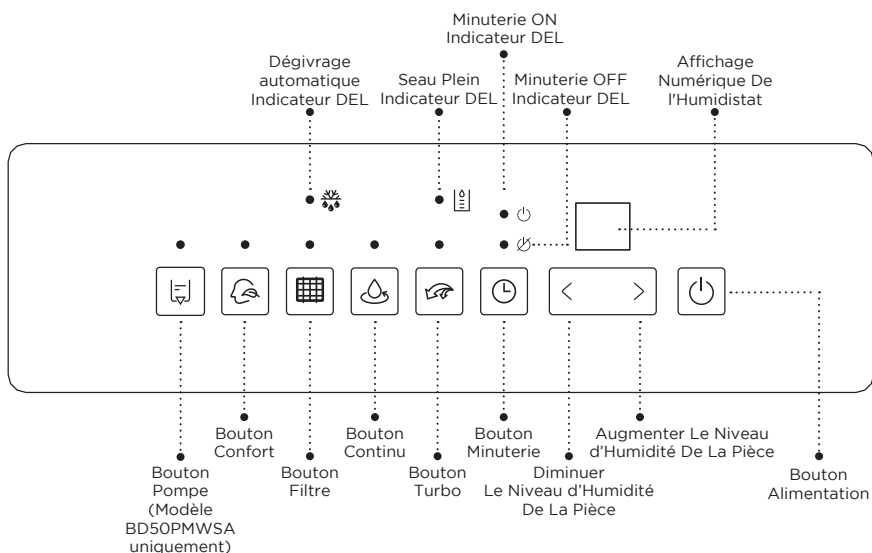 Minuterie ON
Indicateur DEL
Dégivrage
automatique
Indicateur DEL
Seau Plein
Indicateur DEL
Minuterie OFF
Indicateur DEL
Affichage
Numérique De
l'Humidistat
Bouton
Pompe
(Modèle
BD50PMWSA
uniquement)
Bouton
Confort
Bouton
Filtre
Bouton
Continu
Bouton
Turbo
Bouton
Minuterie
Diminuer
Le Niveau d'Humidité
De La Pièce
Augmenter Le Niveau
d'Humidité De La Pièce
Bouton
Alimentation